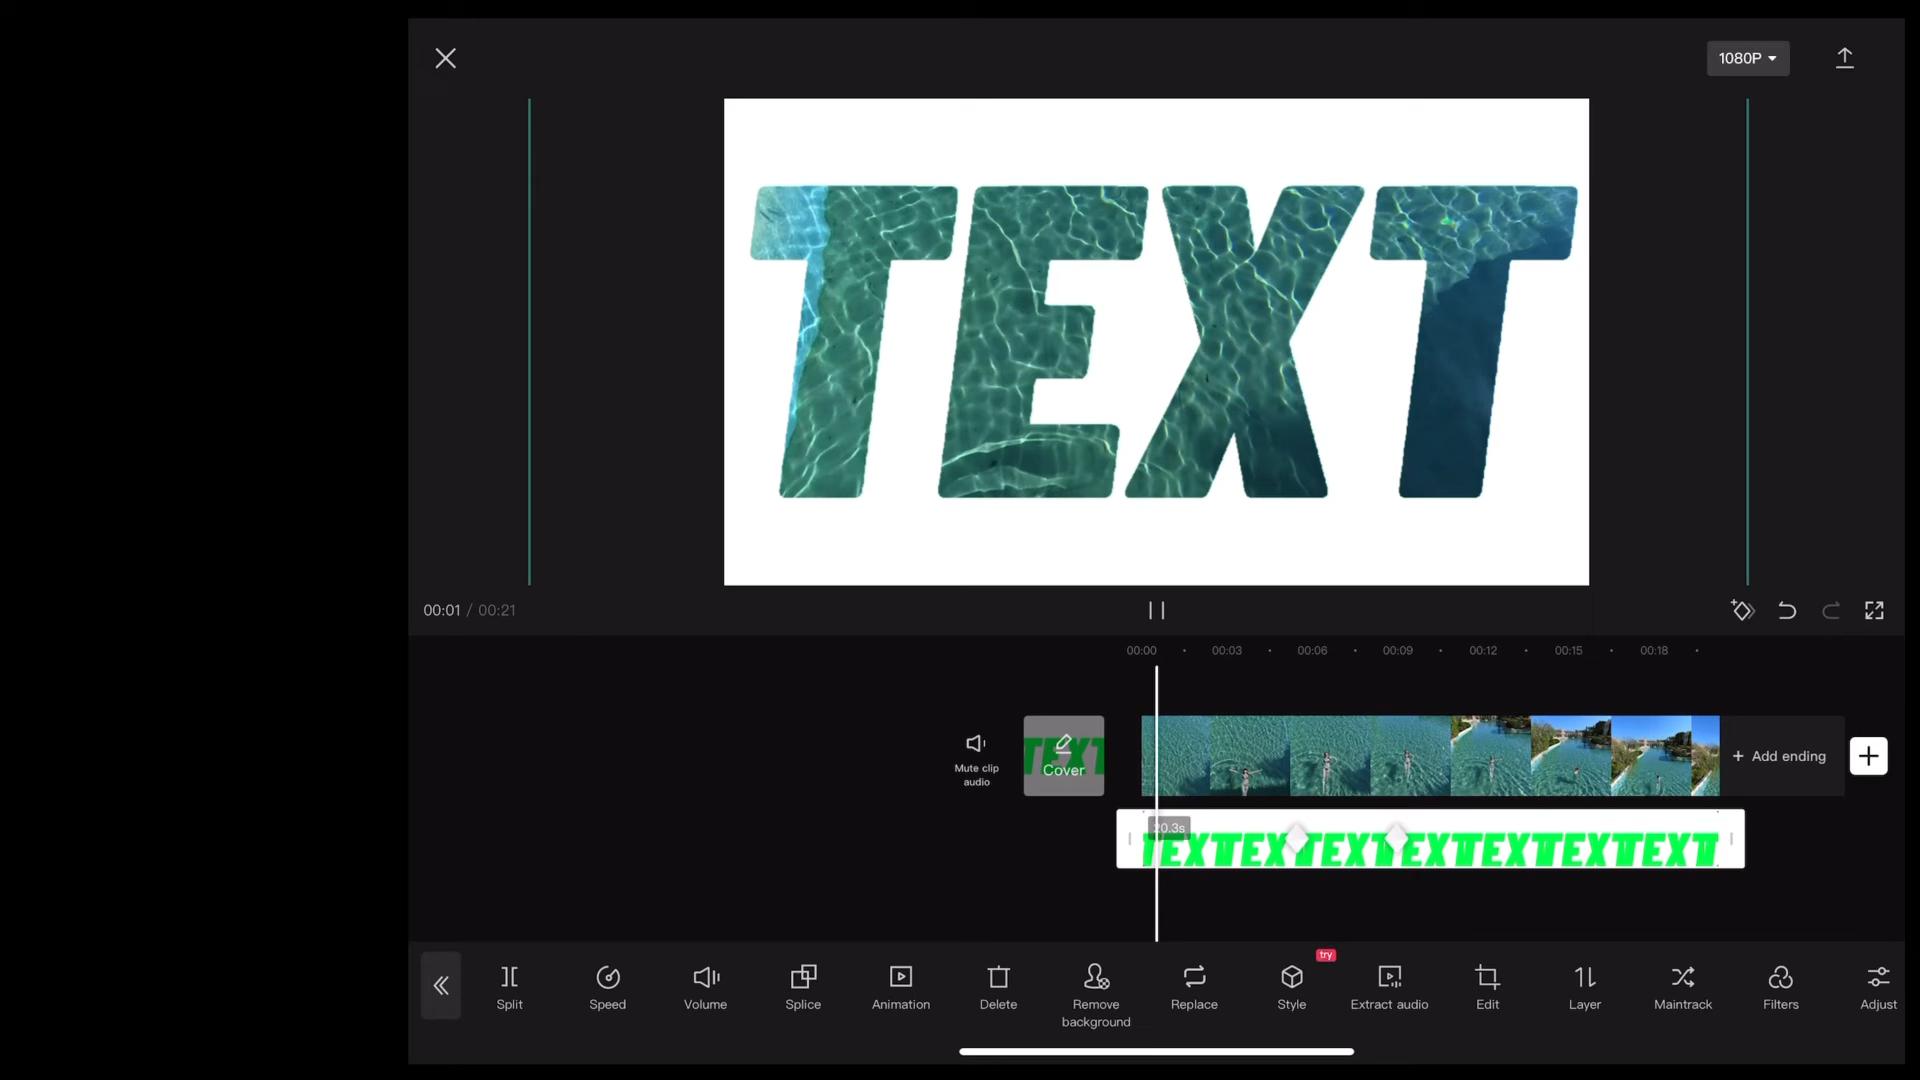 1080P
TEXT
00:01 / 00:21
00:00 00:03 00:06 00:09 00:12 00:15 00:18
Mute clip
audio
TEXT
Cover
+ Add ending
20.3s
TEXTTEXTTEXTTEXTTEXTTEXTTEXT
try
Split Speed Volume Splice Animation Delete Remove
background Replace Style Extract audio Edit Layer Maintrack Filters Adjust